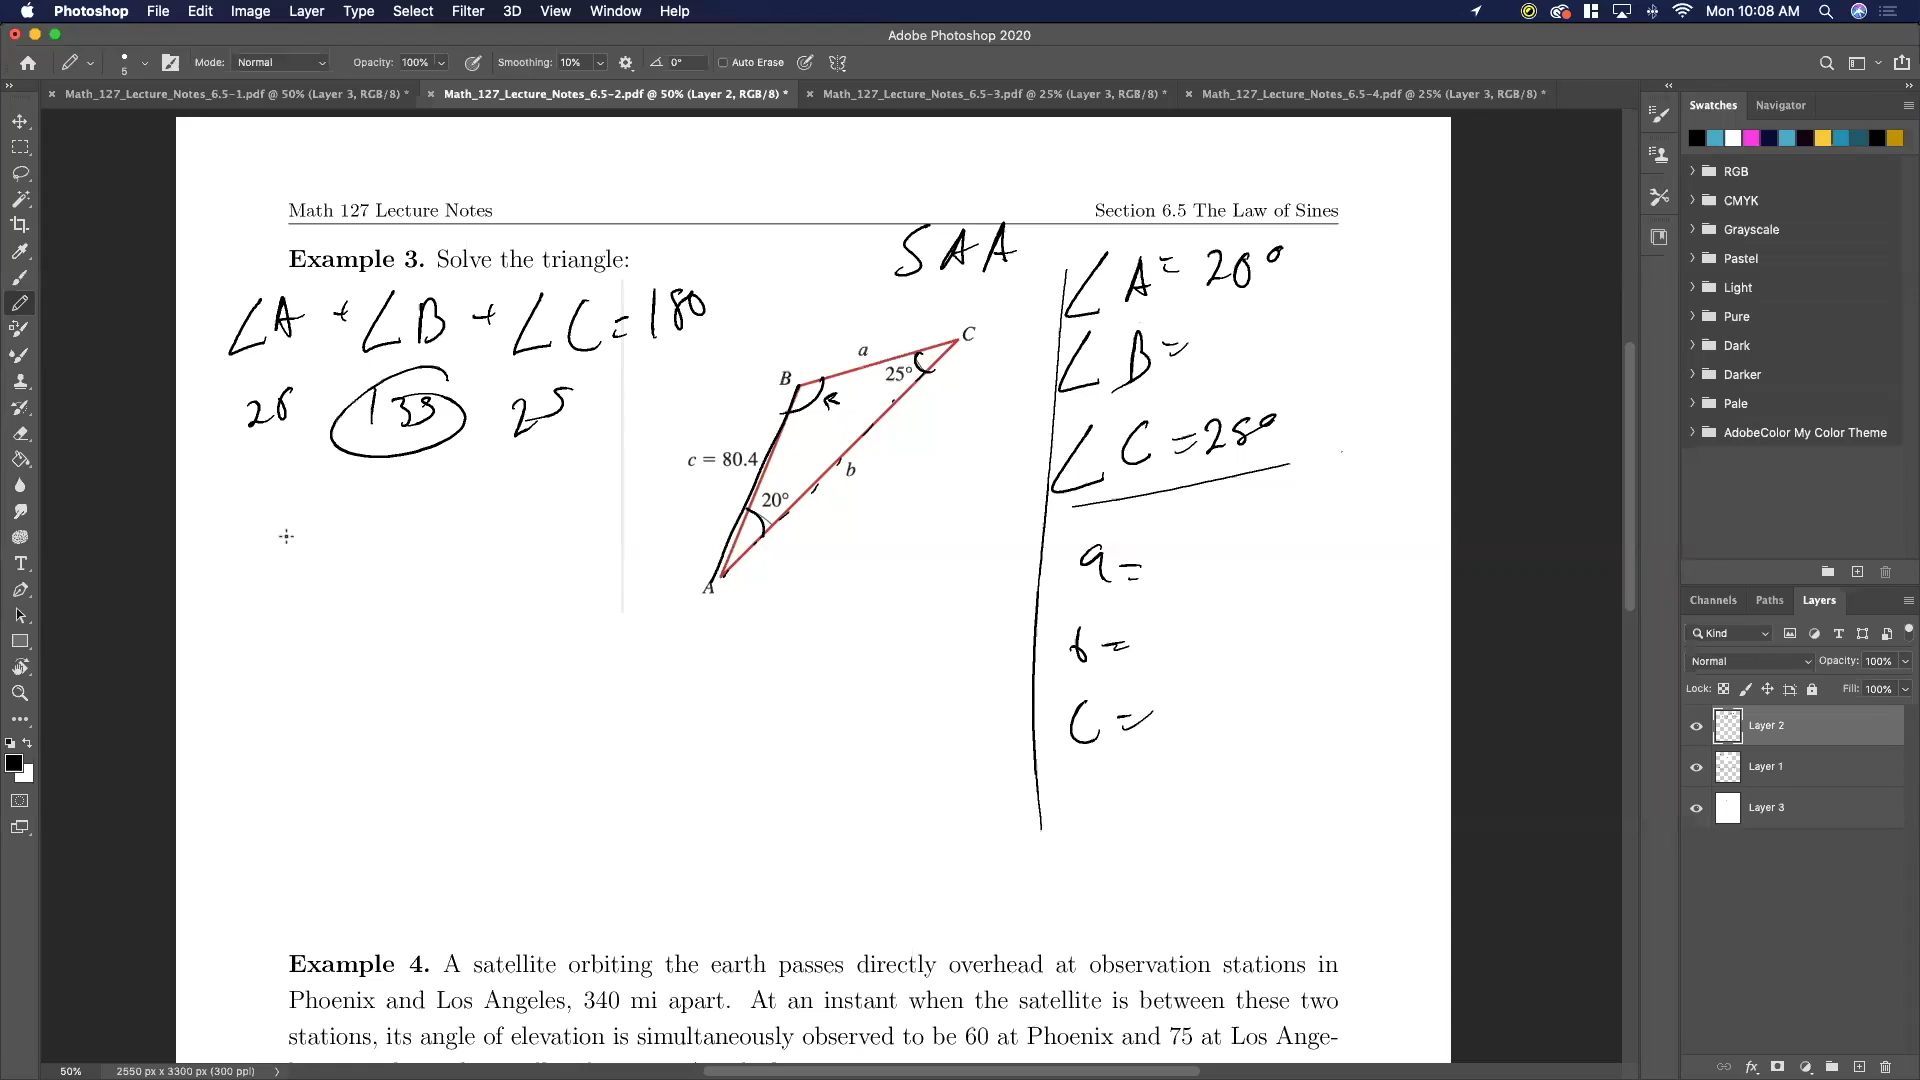 Photoshop File Edit Image Layer Type Select Filter 3D View Window Help Mon 10:08 AM
Adobe Photoshop 2020
5 Mode: Normal Opacity: 100% Smoothing: 10% 0° Auto Erase
Math_127_Lecture_Notes_6.5-1.pdf @ 50% (Layer 3, RGB/8) *
Math_127_Lecture_Notes_6.5-2.pdf @ 50% (Layer 2, RGB/8) *
Math_127_Lecture_Notes_6.5-3.pdf @ 25% (Layer 3, RGB/8) *
Math_127_Lecture_Notes_6.5-4.pdf @ 25% (Layer 3, RGB/8) *
Math 127 Lecture Notes Section 6.5 The Law of Sines
Example 3. Solve the triangle:
SAA
∠A + ∠B + ∠C = 180
20 133 25
C
a
B
25°
c = 80.4
b
20°
A
∠A = 20°
∠B =
∠C = 25°
a =
b =
c =
Example 4. A satellite orbiting the earth passes directly overhead at observation stations in
Phoenix and Los Angeles, 340 mi apart. At an instant when the satellite is between these two
stations, its angle of elevation is simultaneously observed to be 60 at Phoenix and 75 at Los Ange-
50% 2550 px x 3300 px (300 ppi)
Swatches Navigator
RGB
CMYK
Grayscale
Pastel
Light
Pure
Dark
Darker
Pale
AdobeColor My Color Theme
Channels Paths Layers
Kind
Normal Opacity: 100%
Lock: Fill: 100%
Layer 2
Layer 1
Layer 3